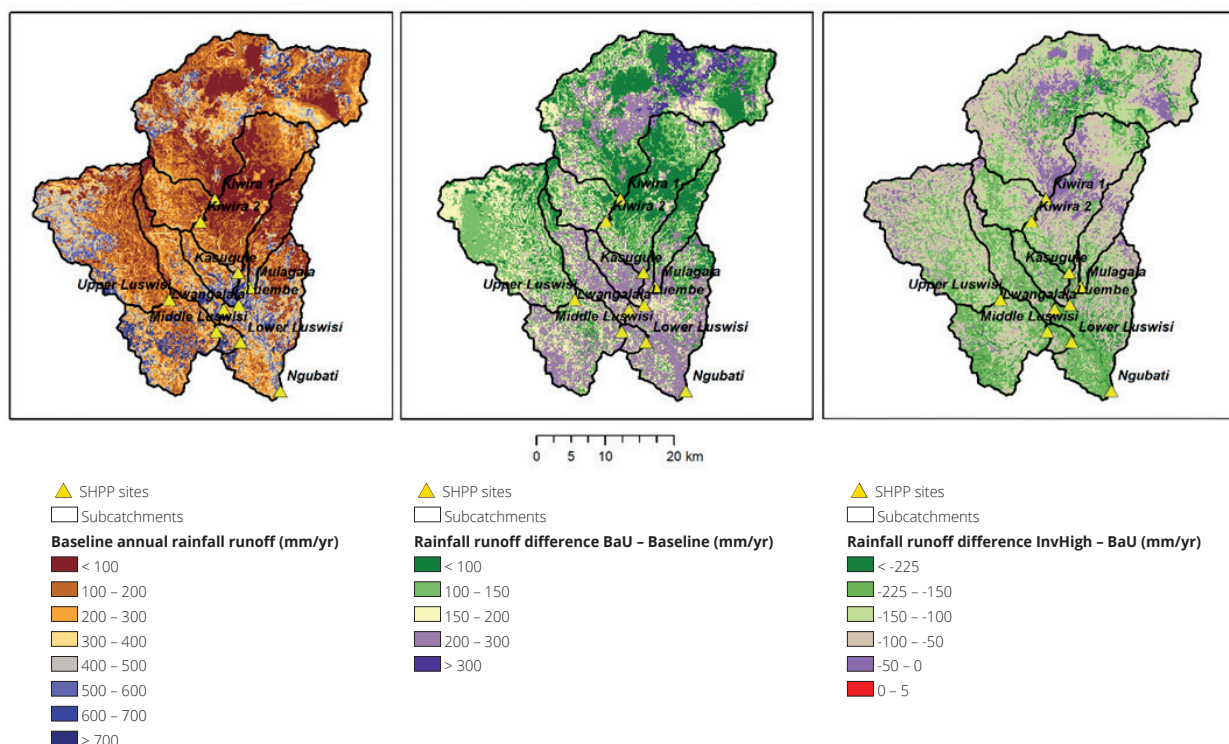 Kiwira 1
Kiwira 2
Kasugule
Mulagala
Upper Luswisi
Lwangalala
Luembe
Middle Luswisi
Lower Luswisi
Ngubati
Kiwira 1
Kiwira 2
Kasugule
Mulagala
Upper Luswisi
Lwangalala
Luembe
Middle Luswisi
Lower Luswisi
Ngubati
Kiwira 1
Kiwira 2
Kasugule
Mulagala
Upper Luswisi
Lwangalala
Luembe
Middle Luswisi
Lower Luswisi
Ngubati
0 5 10 20 km
SHPP sites
Subcatchments
Baseline annual rainfall runoff (mm/yr)
< 100
100 – 200
200 – 300
300 – 400
400 – 500
500 – 600
600 – 700
> 700
SHPP sites
Subcatchments
Rainfall runoff difference BaU – Baseline (mm/yr)
< 100
100 – 150
150 – 200
200 – 300
> 300
SHPP sites
Subcatchments
Rainfall runoff difference InvHigh – BaU (mm/yr)
< -225
-225 – -150
-150 – -100
-100 – -50
-50 – 0
0 – 5